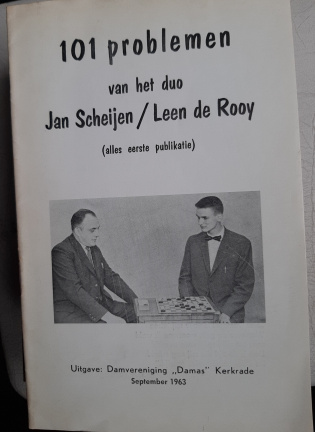 101 problemen
van het duo
Jan Scheijen / Leen de Rooy
(alles eerste publikatie)
Uitgave: Damvereniging „Damas" Kerkrade
September 1963